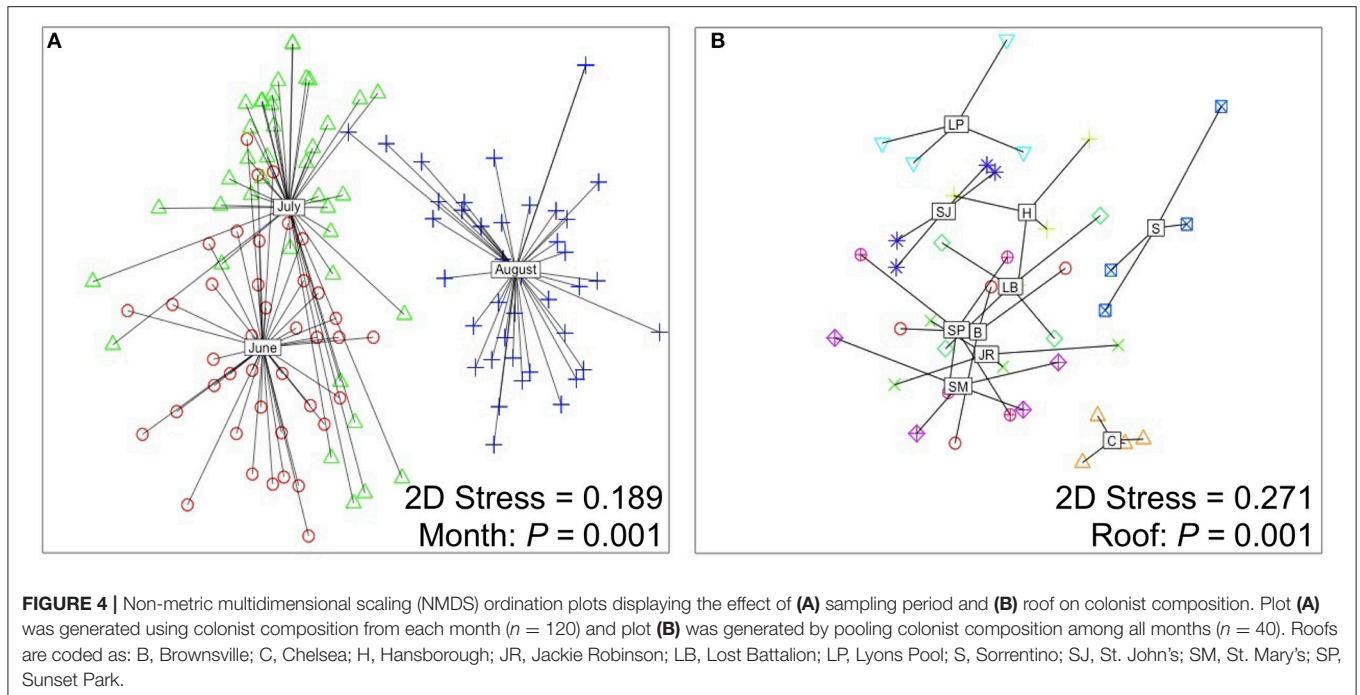 A
July
August
June
2D Stress = 0.189
Month: P = 0.001
B
LP
SJ
H
S
LB
SP
B
JR
SM
C
2D Stress = 0.271
Roof: P = 0.001
FIGURE 4 | Non-metric multidimensional scaling (NMDS) ordination plots displaying the effect of (A) sampling period and (B) roof on colonist composition. Plot (A)
was generated using colonist composition from each month (n = 120) and plot (B) was generated by pooling colonist composition among all months (n = 40). Roofs
are coded as: B, Brownsville; C, Chelsea; H, Hansborough; JR, Jackie Robinson; LB, Lost Battalion; LP, Lyons Pool; S, Sorrentino; SJ, St. John's; SM, St. Mary's; SP,
Sunset Park.